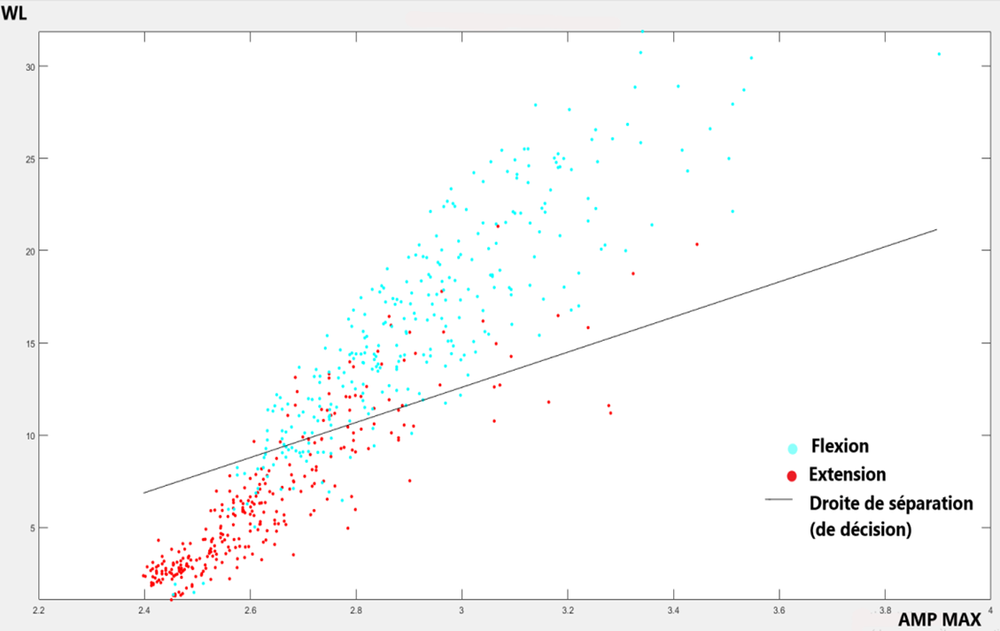 WL
30
25
20
15
10
5
Flexion
Extension
Droite de séparation
(de décision)
2.2 2.4 2.6 2.8 3 3.2 3.4 3.6 3.8 4
AMP MAX